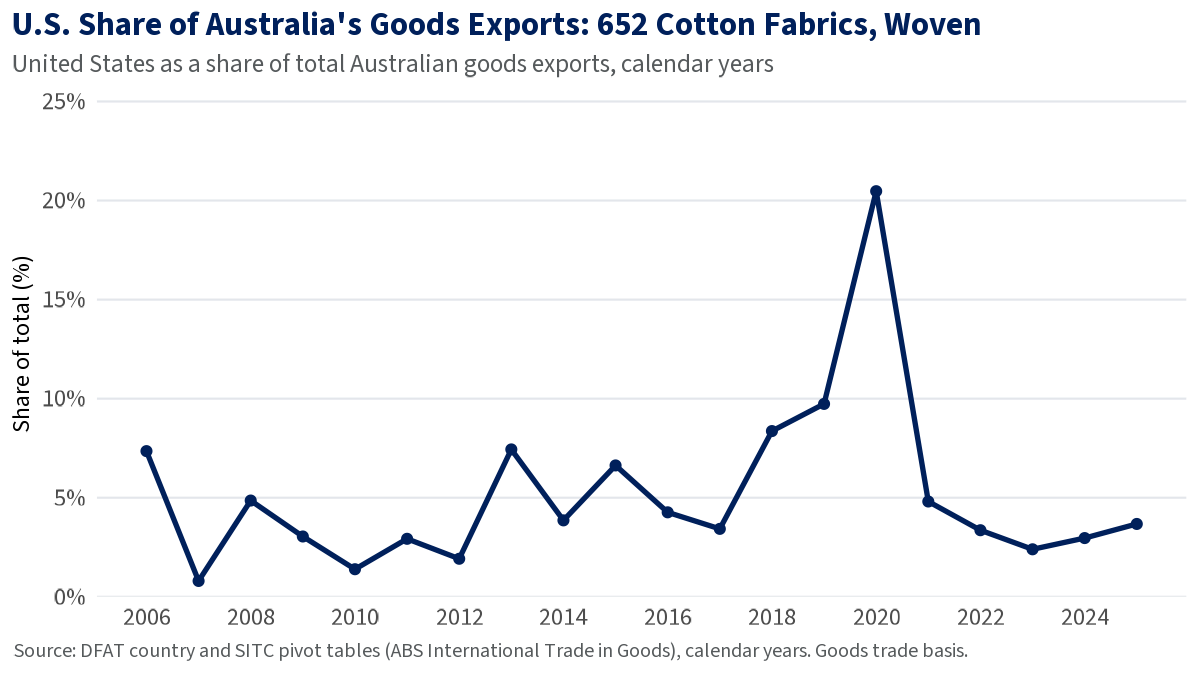 U.S. Share of Australia's Goods Exports: 652 Cotton Fabrics, Woven
United States as a share of total Australian goods exports, calendar years
Share of total (%)
25%
20%
15%
10%
5%
0%
2006 2008 2010 2012 2014 2016 2018 2020 2022 2024
Source: DFAT country and SITC pivot tables (ABS International Trade in Goods), calendar years. Goods trade basis.